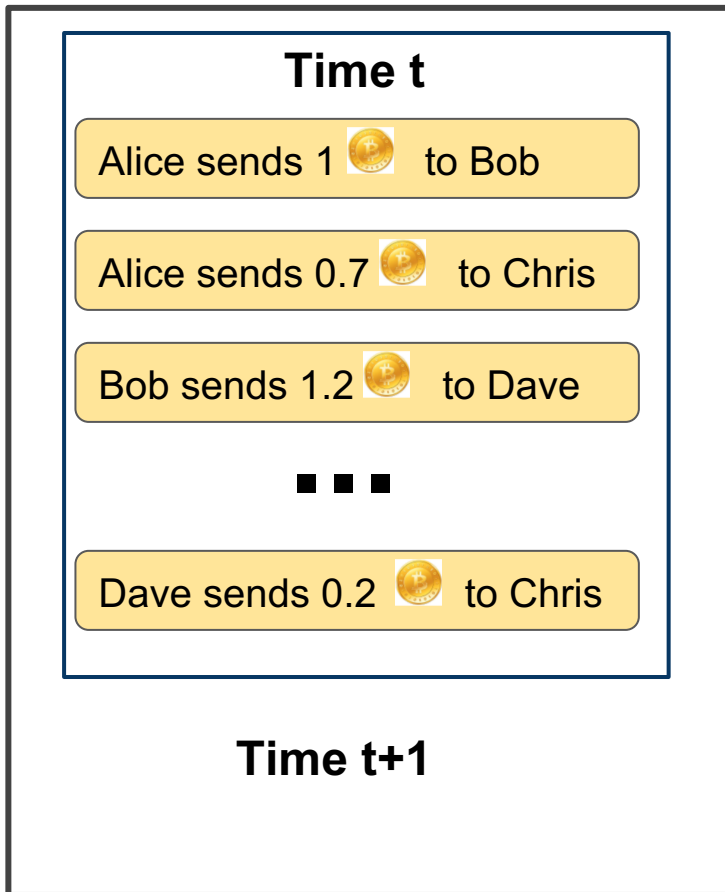 Time t
Alice sends 1 to Bob
Alice sends 0.7 to Chris
Bob sends 1.2 to Dave
...
Dave sends 0.2 to Chris
Time t+1